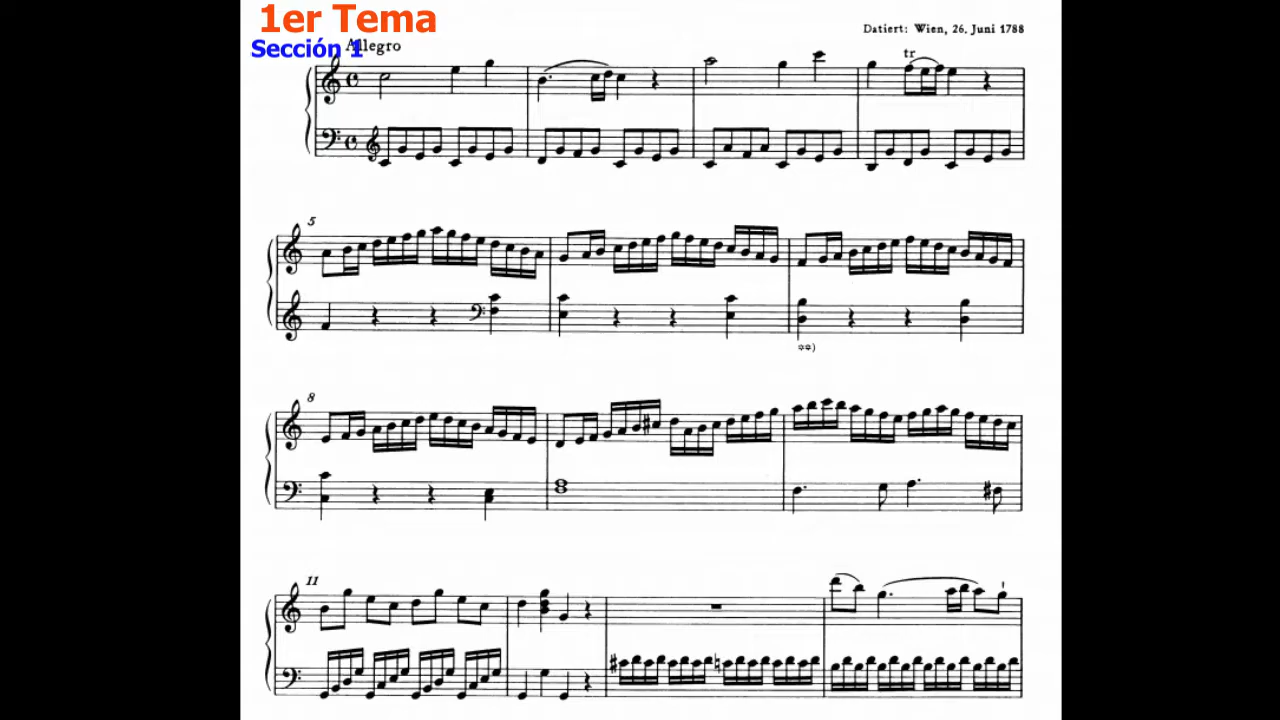 1er Tema
Datiert: Wien, 26. Juni 1788
Sección 1 Allegro
tr
5
**)
8
11